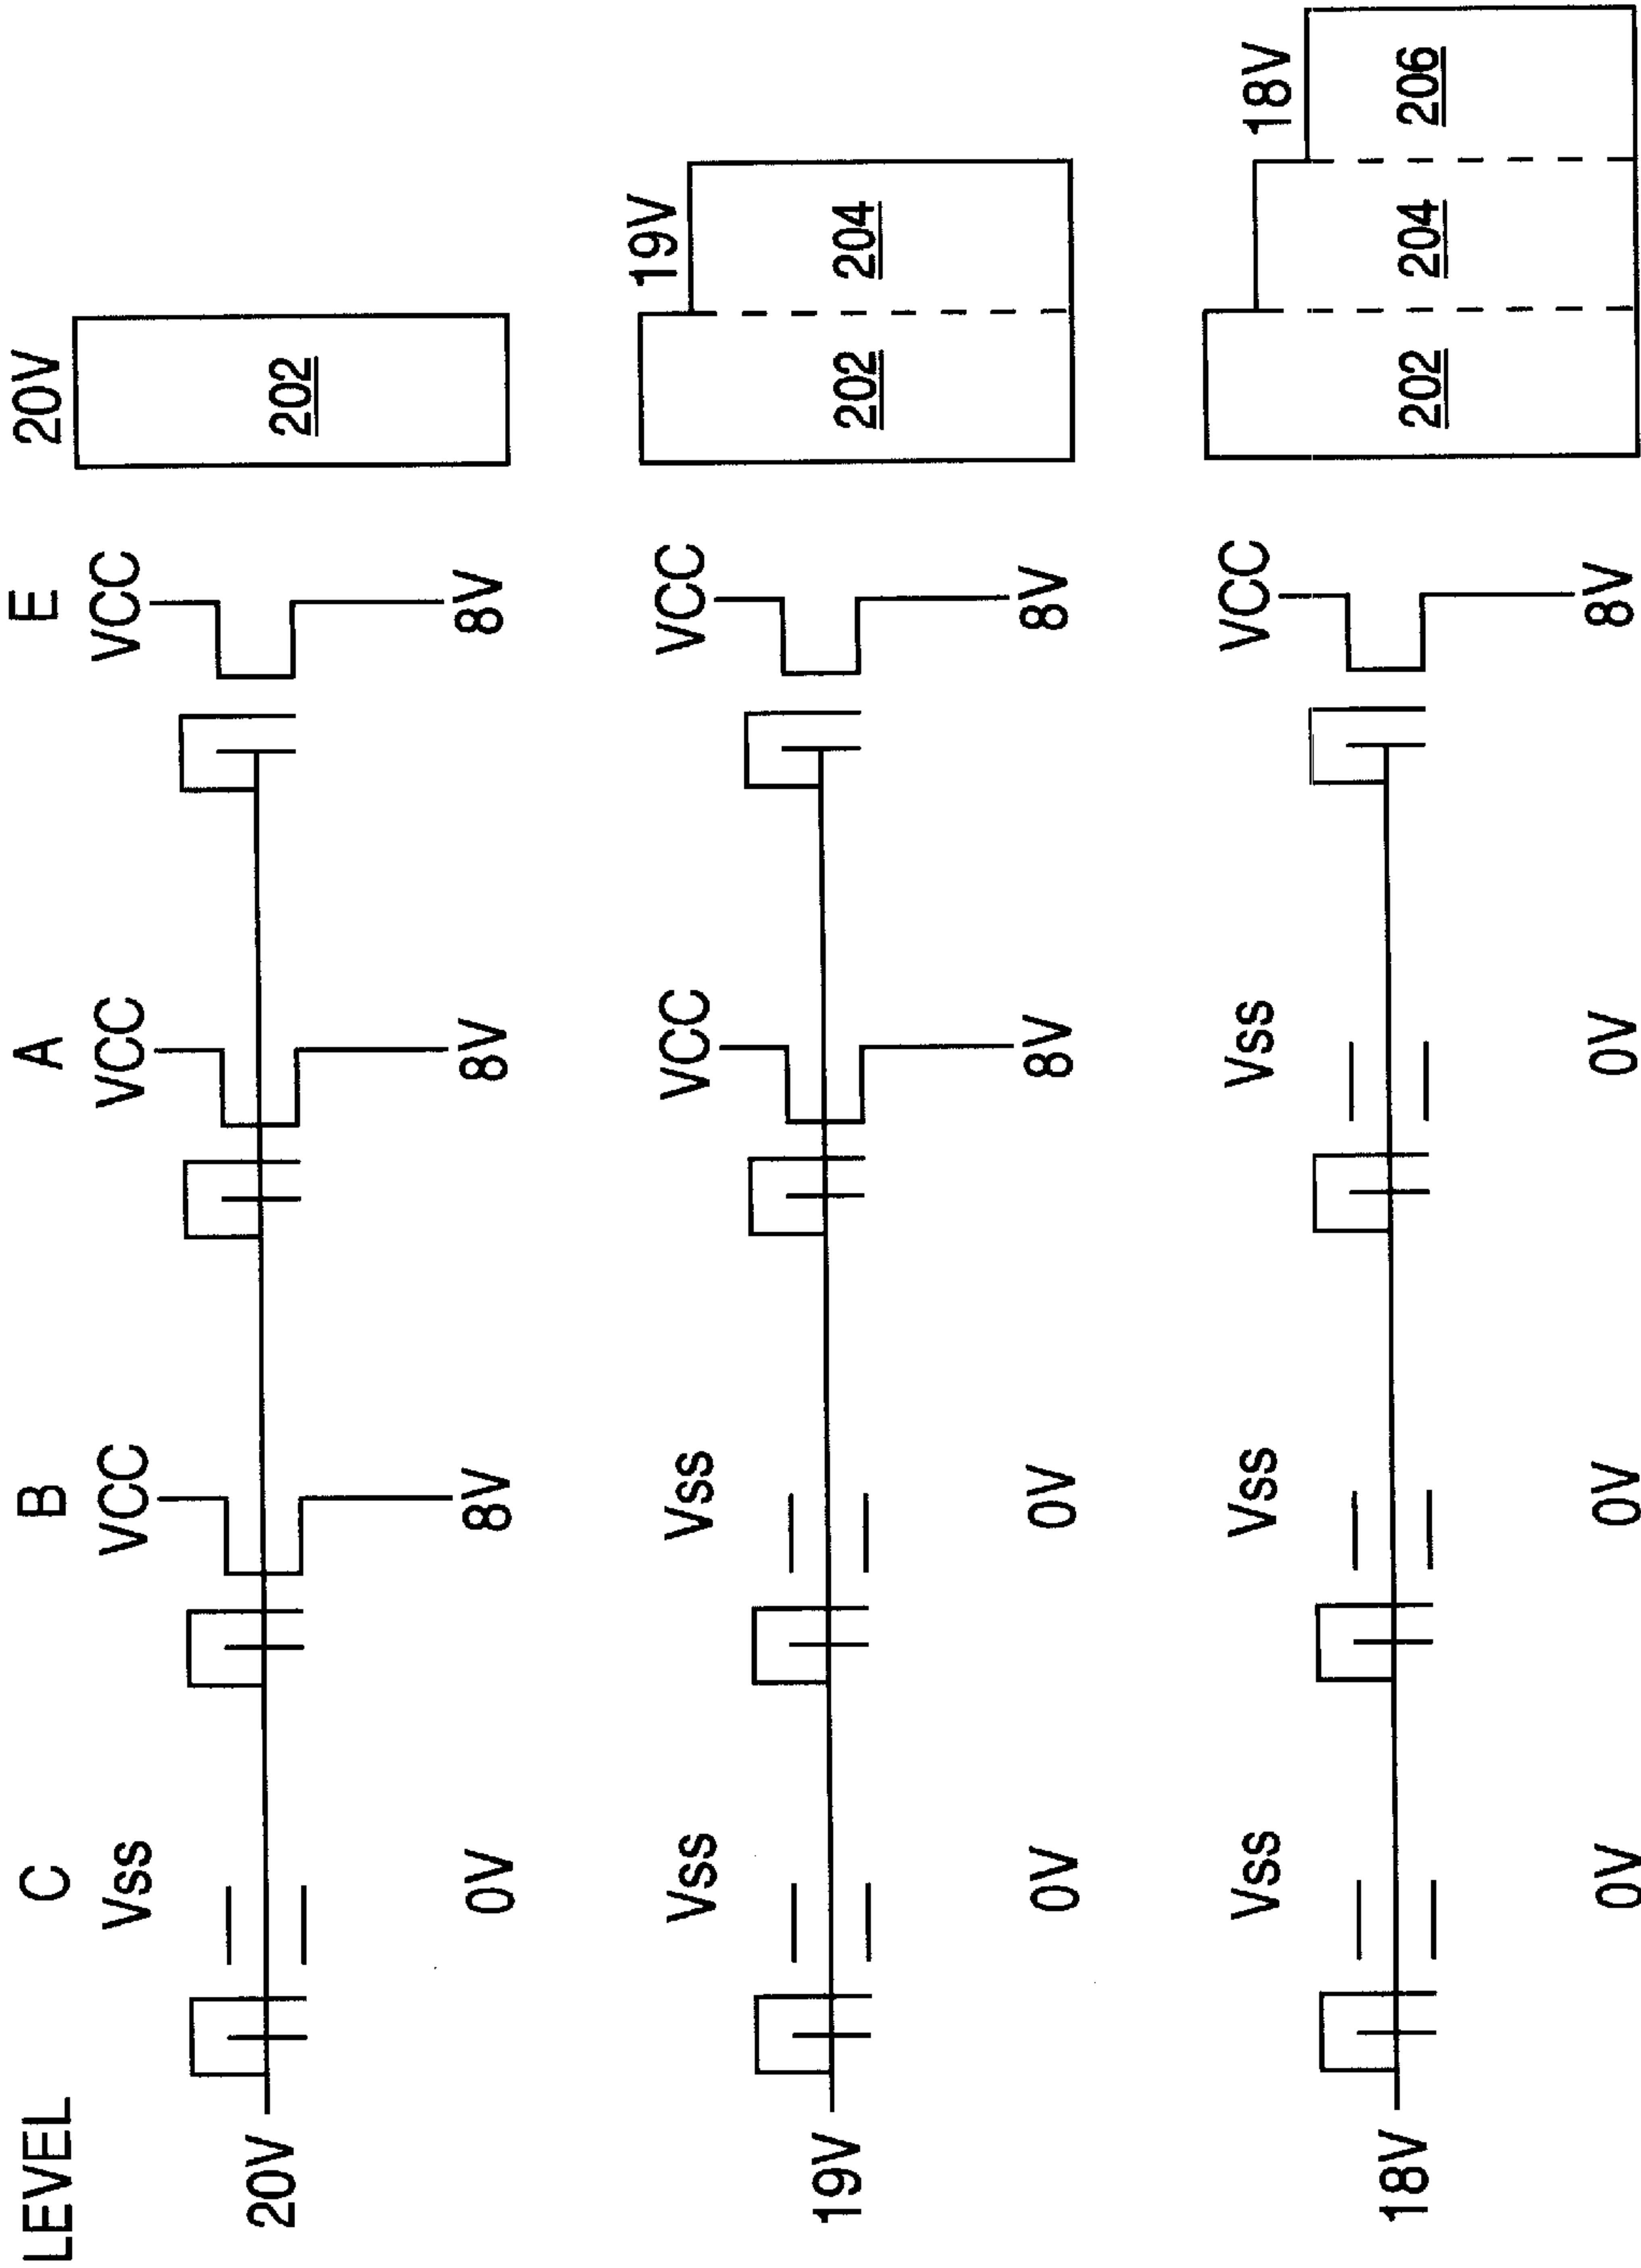 LEVEL C B A E
Vss VCC VCC VCC 20V
20V 202
0V 8V 8V 8V
Vss Vss VCC VCC 19V
19V 202 204
0V 0V 8V 8V
Vss Vss Vss VCC 18V
18V 202 204 206
0V 0V 0V 8V